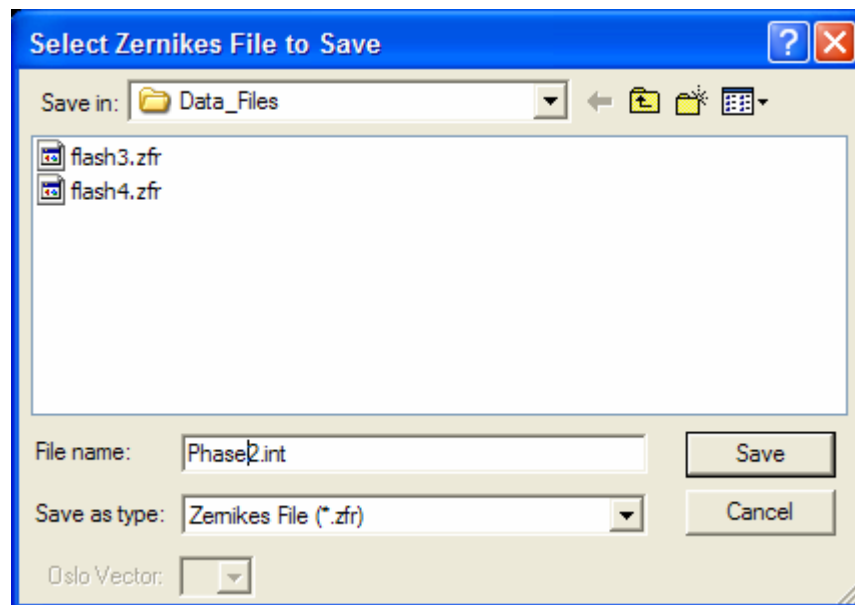 Select Zernikes File to Save
Save in: Data_Files
flash3.zfr
flash4.zfr
File name: Phase2.int Save
Save as type: Zernikes File (*.zfr) Cancel
Oslo Vector: